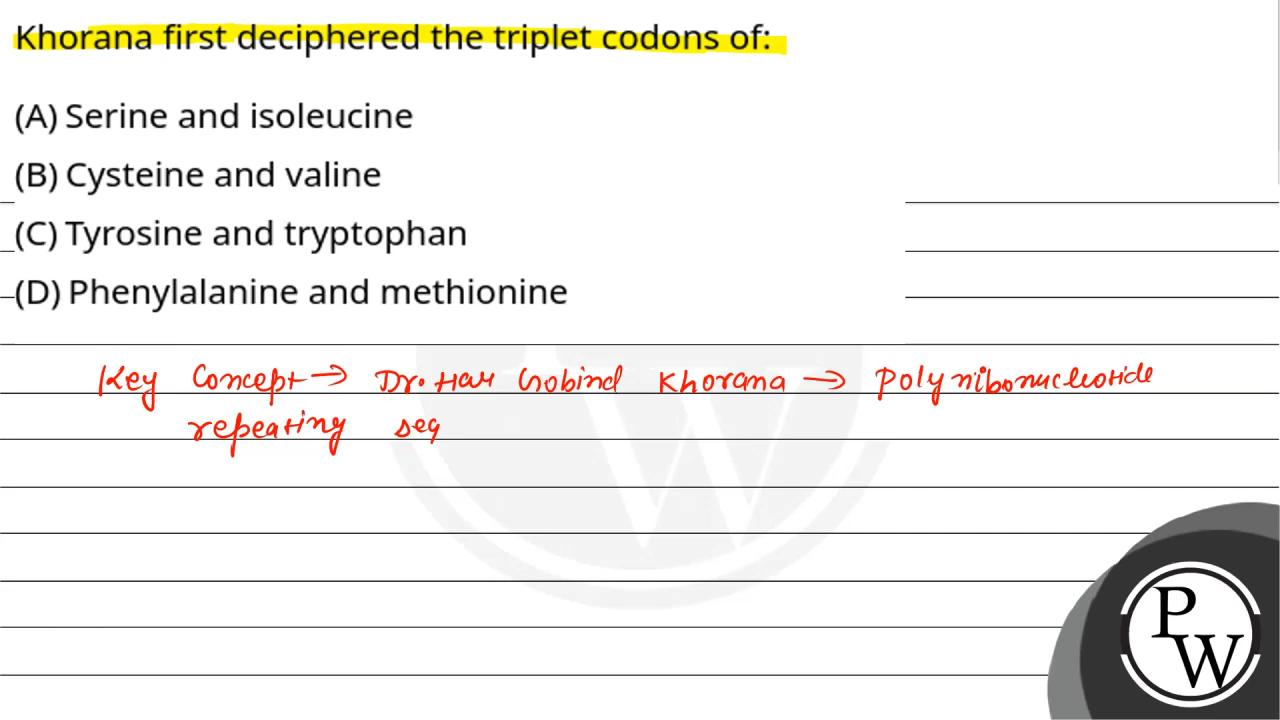 Khorana first deciphered the triplet codons of:
(A) Serine and isoleucine
(B) Cysteine and valine
(C) Tyrosine and tryptophan
(D) Phenylalanine and methionine
Key Concept → Dr. Har Gobind Khorana → Polyribonucleotide
repeating seq
P
W